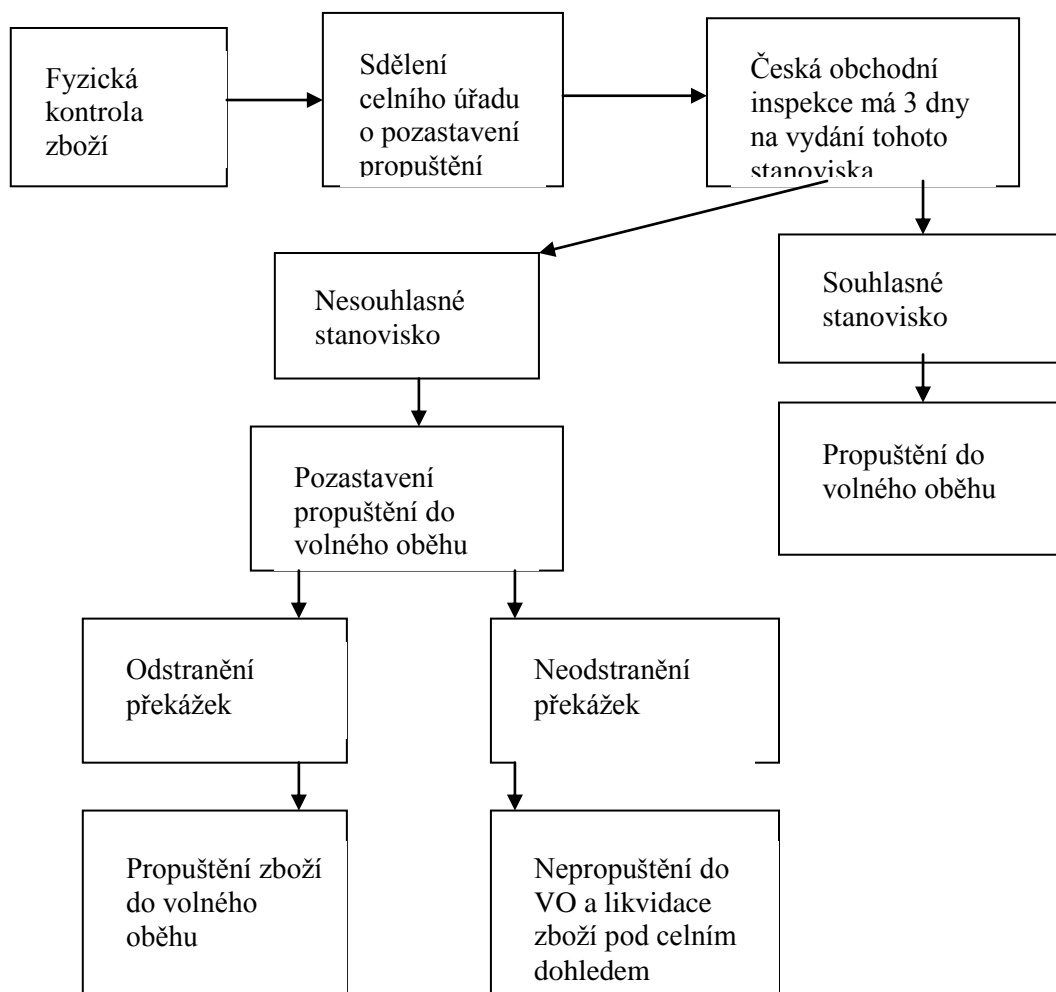 Fyzická
kontrola
zboží
Sdělení
celního úřadu
o pozastavení
propuštění
Česká obchodní
inspekce má 3 dny
na vydání tohoto
stanoviska
Nesouhlasné
stanovisko
Souhlasné
stanovisko
Pozastavení
propuštění do
volného oběhu
Propuštění do
volného oběhu
Odstranění
překážek
Neodstranění
překážek
Propuštění zboží
do volného
oběhu
Nepropuštění do
VO a likvidace
zboží pod celním
dohledem